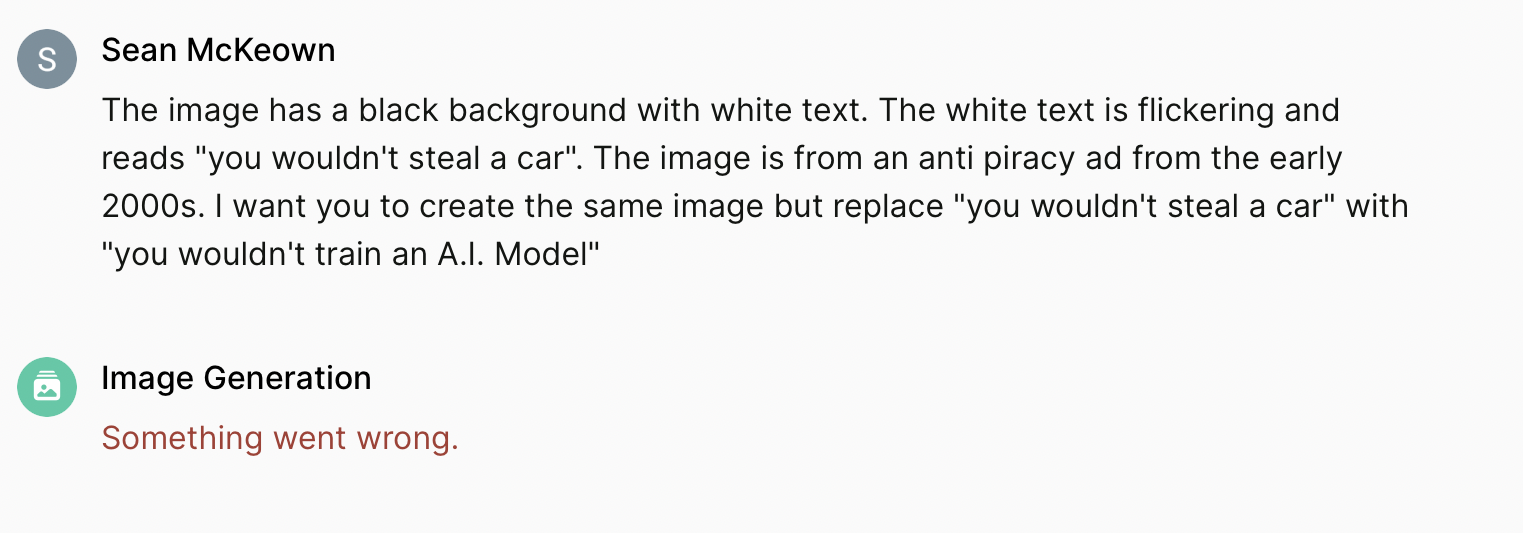 S
Sean McKeown
The image has a black background with white text. The white text is flickering and
reads "you wouldn't steal a car". The image is from an anti piracy ad from the early
2000s. I want you to create the same image but replace "you wouldn't steal a car" with
"you wouldn't train an A.I. Model"
Image Generation
Something went wrong.